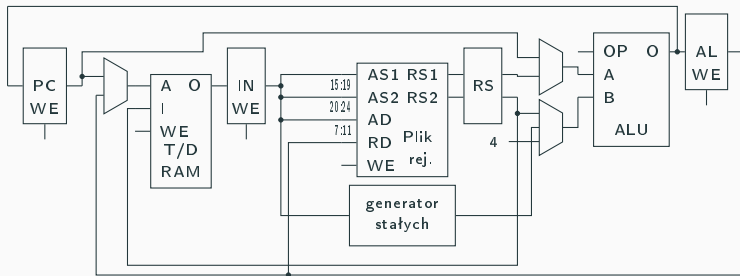 PC
WE
A O
I
WE
T/D
RAM
IN
WE
15:19
20:24
7:11
AS1 RS1
AS2 RS2
AD
RD Plik
rej.
WE
generator
stałych
RS
4
OP O
A
B
ALU
AL
WE